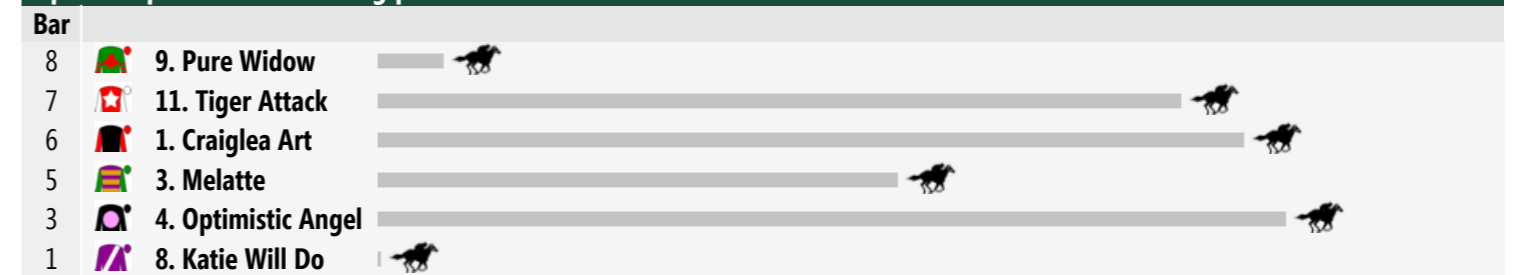 Bar
8 9. Pure Widow
7 11. Tiger Attack
6 1. Craiglea Art
5 3. Melatte
3 4. Optimistic Angel
1 8. Katie Will Do